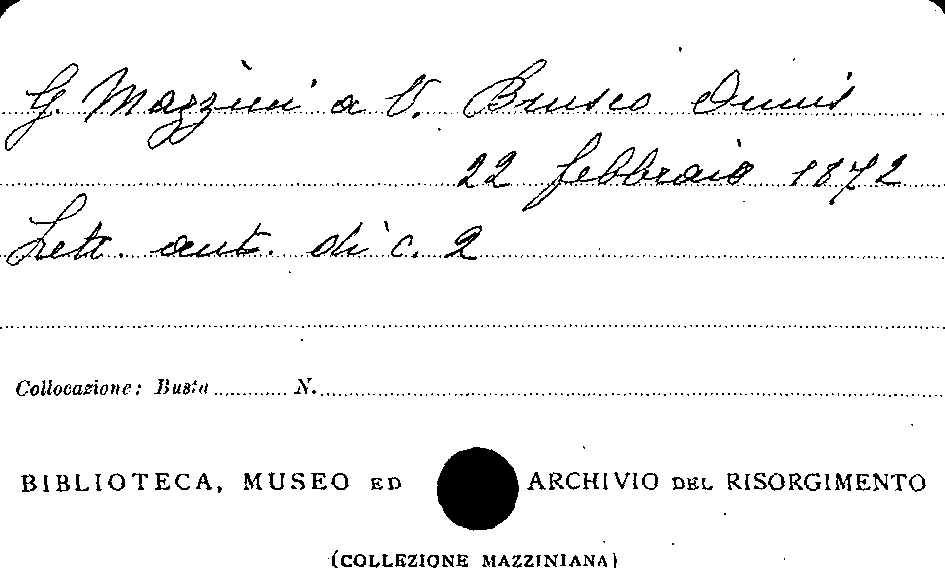 G. Mazzini a V. Brusco Onnis
22 febbraio 1872
Lett. aut. di c. 2
Collocazione: Busta .......... N. ..........
BIBLIOTECA, MUSEO ED ARCHIVIO DEL RISORGIMENTO
(COLLEZIONE MAZZINIANA)